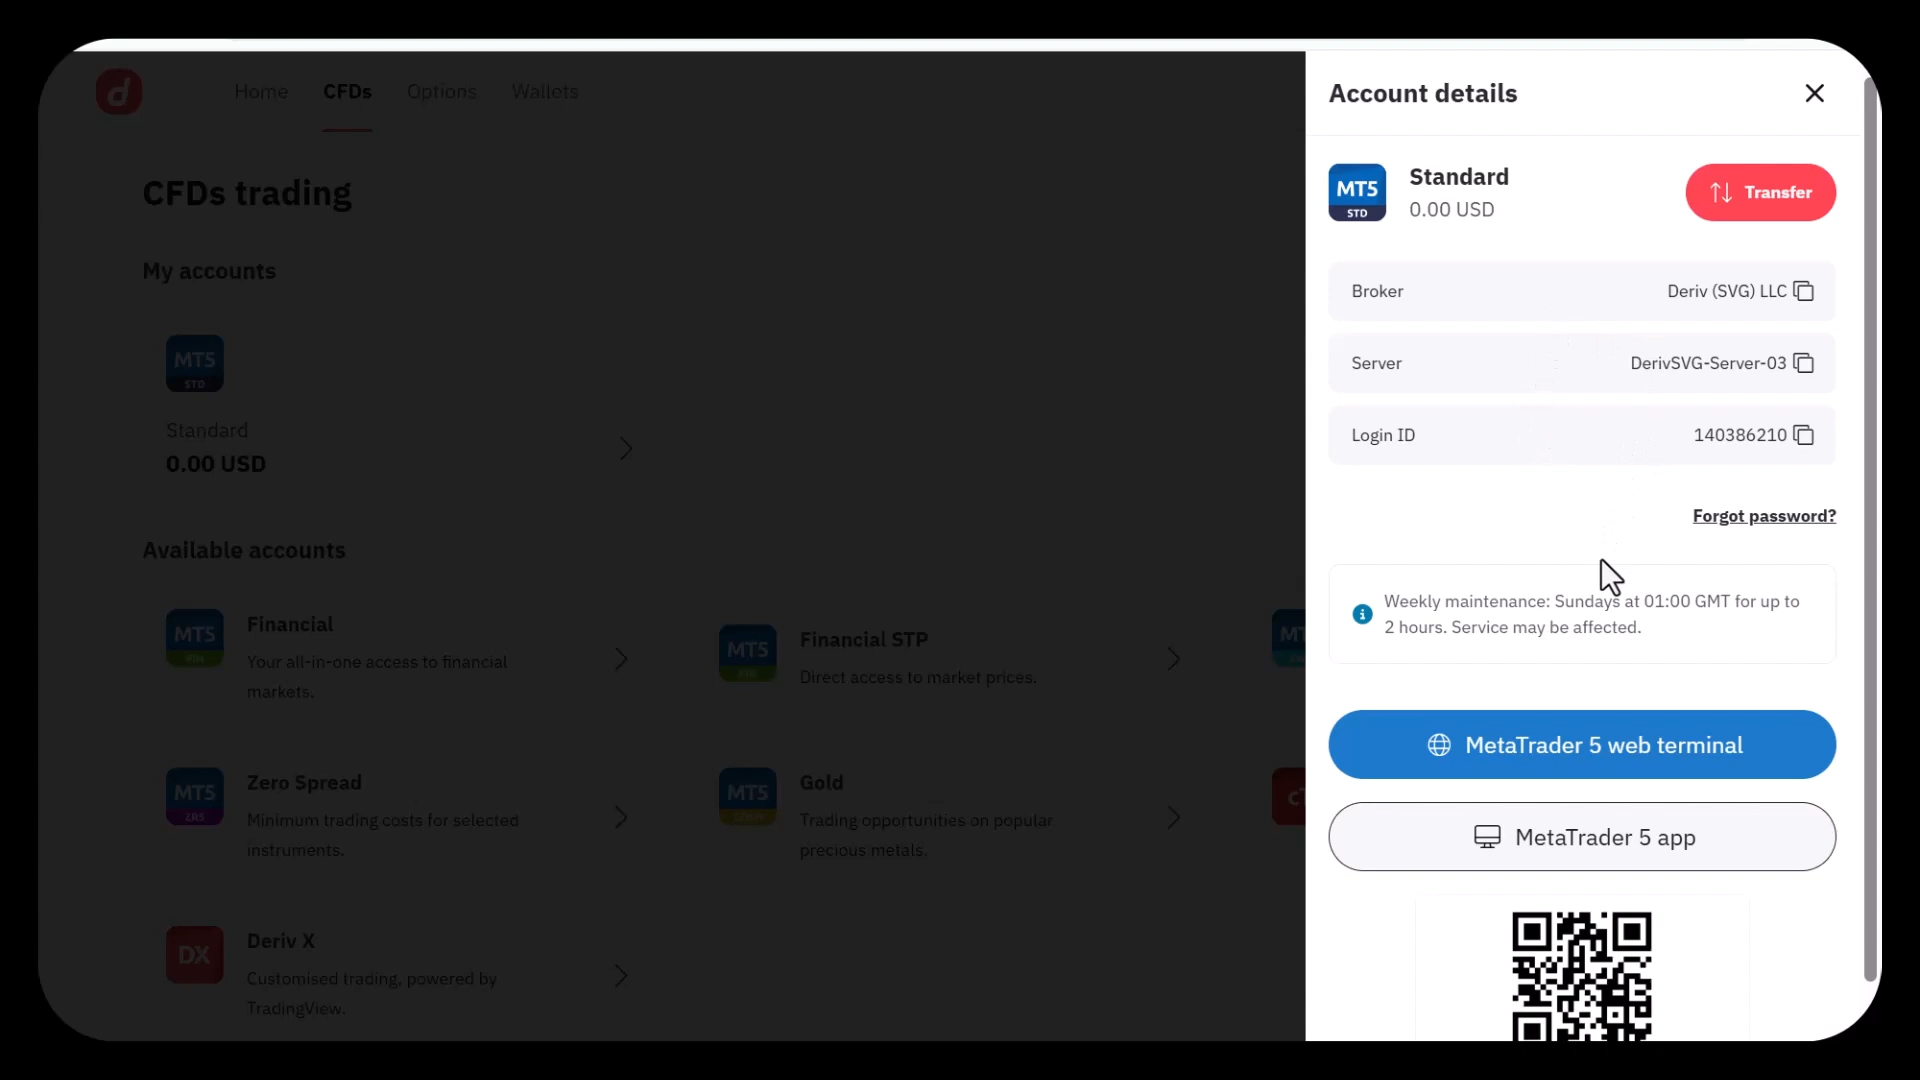 Home CFDs Options Wallets
CFDs trading
My accounts
MT5
STD
Standard
0.00 USD
Available accounts
MT5
FIN
Financial
Your all-in-one access to financial
markets.
MT5
Financial STP
Direct access to market prices.
MT5
ZRS
Zero Spread
Minimum trading costs for selected
instruments.
MT5
GOLD
Gold
Trading opportunities on popular
precious metals.
DX
Deriv X
Customised trading, powered by
TradingView.
Account details
MT5
STD
Standard
0.00 USD
Transfer
Broker Deriv (SVG) LLC
Server DerivSVG-Server-03
Login ID 140386210
Forgot password?
Weekly maintenance: Sundays at 01:00 GMT for up to
2 hours. Service may be affected.
MetaTrader 5 web terminal
MetaTrader 5 app